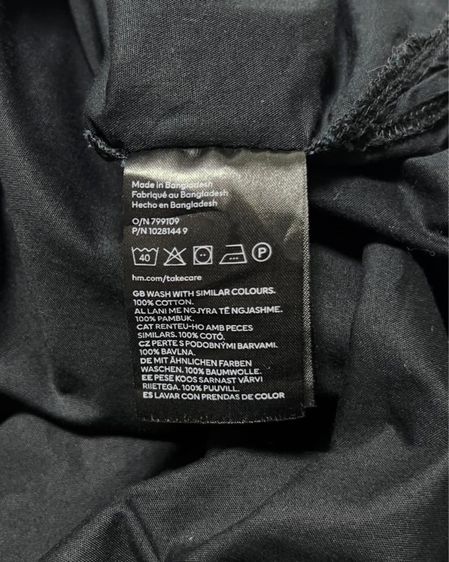 Made in Bangladesh
Fabriqué au Bangladesh
Hecho en Bangladesh
O/N 799109
P/N 1028144 9
40 P
hm.com/takecare
GB WASH WITH SIMILAR COLOURS.
100% COTTON.
AL LANI ME NGJYRA TË NGJASHME.
100% PAMBUK.
CAT RENTEU-HO AMB PECES
SIMILARS. 100% COTÓ.
CZ PERTE S PODOBNÝMI BARVAMI.
100% BAVLNA.
DE MIT ÄHNLICHEN FARBEN
WASCHEN. 100% BAUMWOLLE.
EE PESE KOOS SARNAST VÄRVI
RIIETEGA. 100% PUUVILL.
ES LAVAR CON PRENDAS DE COLOR